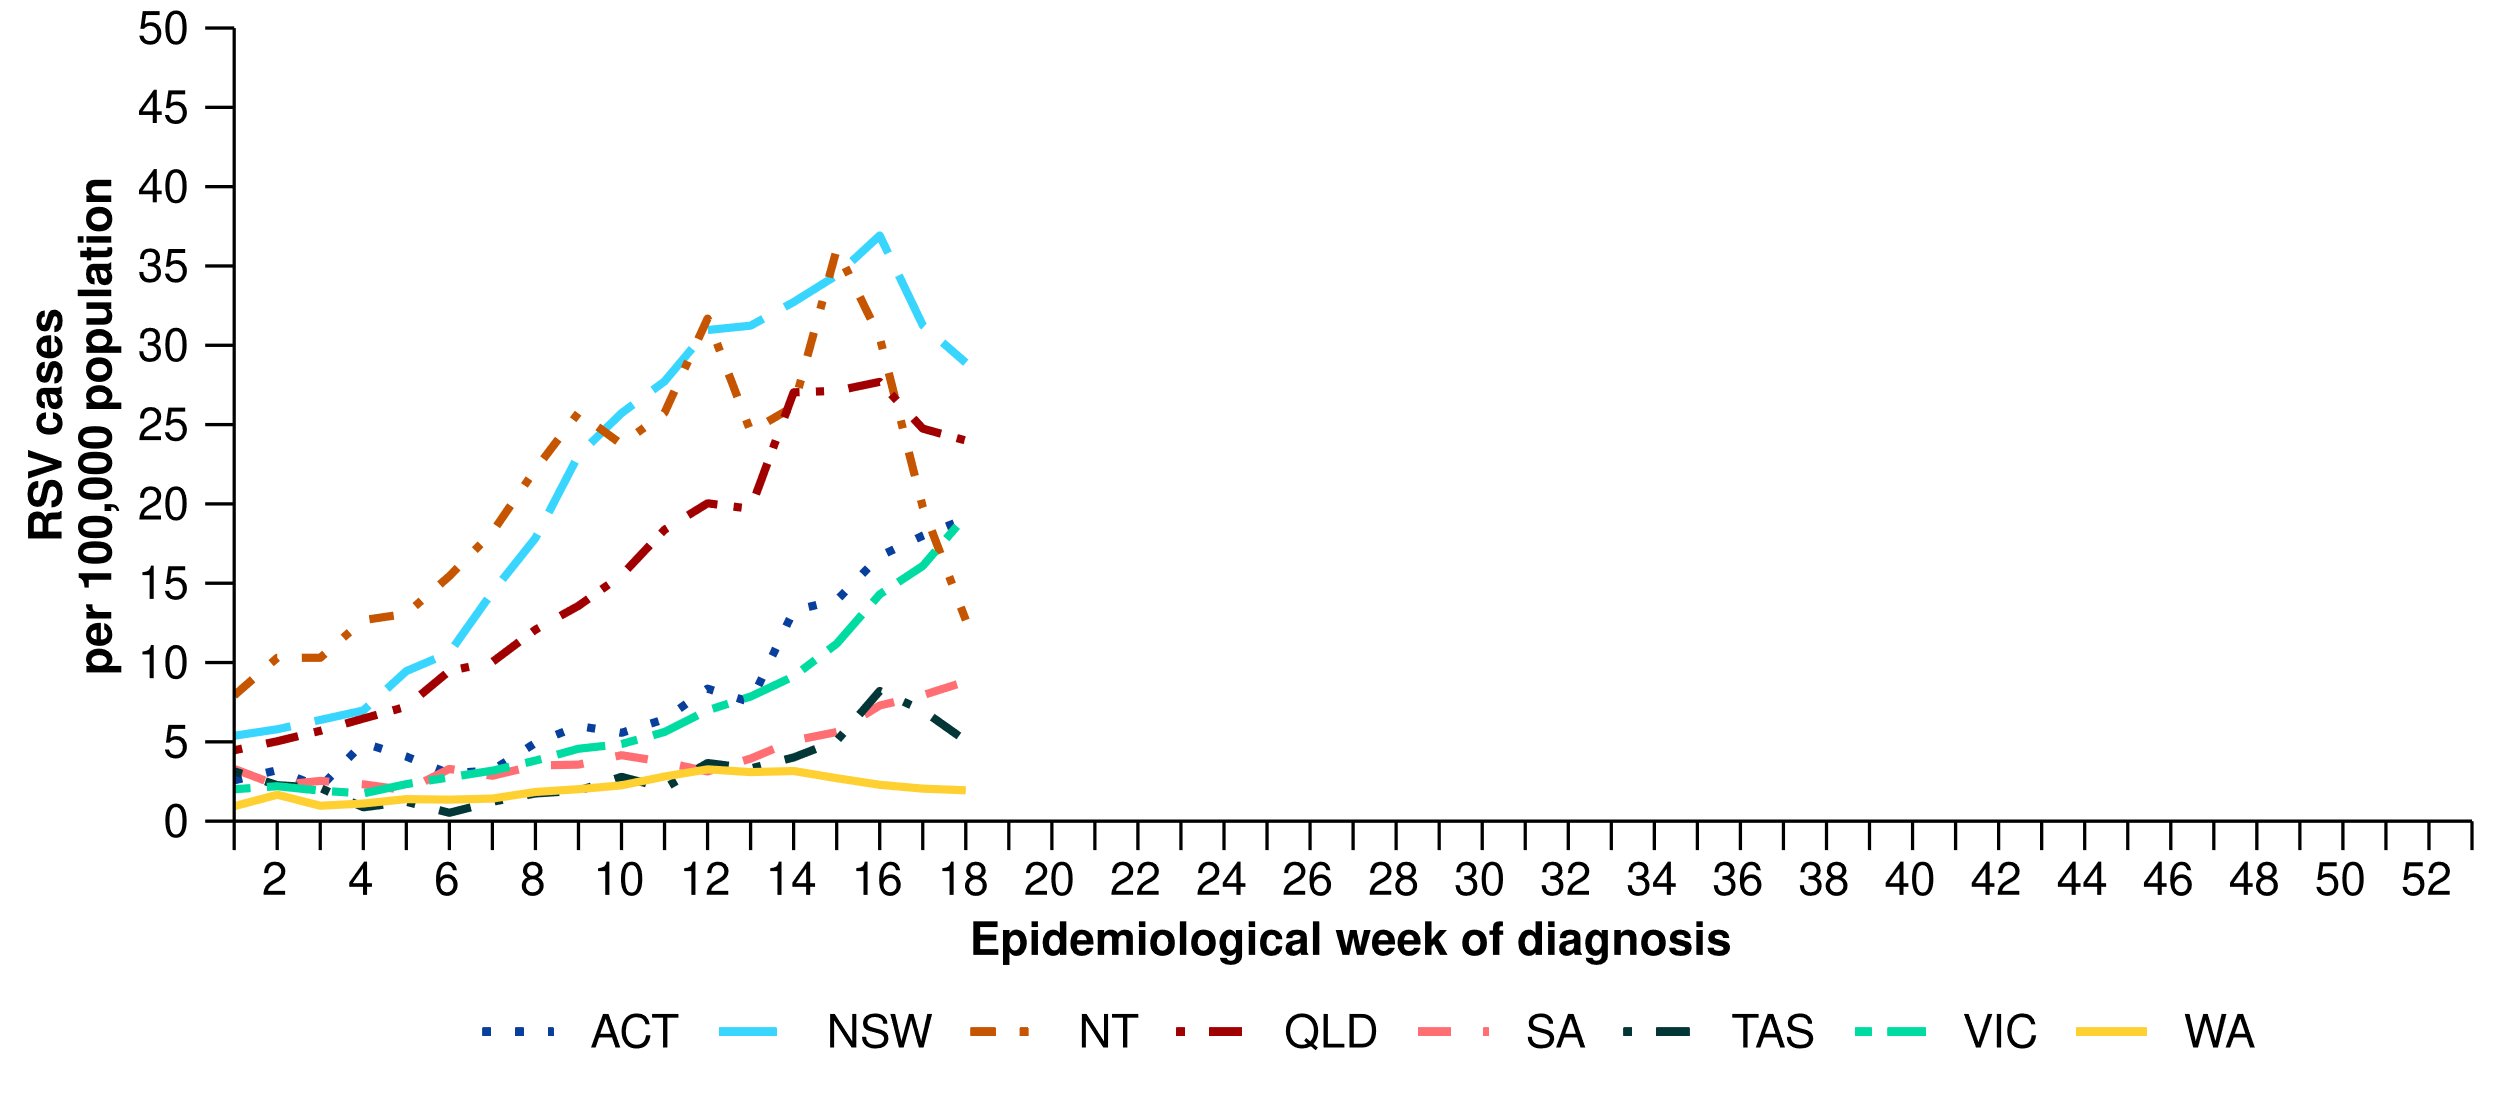 50
45
40
35
30
25
20
15
10
5
0
RSV cases
per 100,000 population
2 4 6 8 10 12 14 16 18 20 22 24 26 28 30 32 34 36 38 40 42 44 46 48 50 52
Epidemiological week of diagnosis
ACT NSW NT QLD SA TAS VIC WA